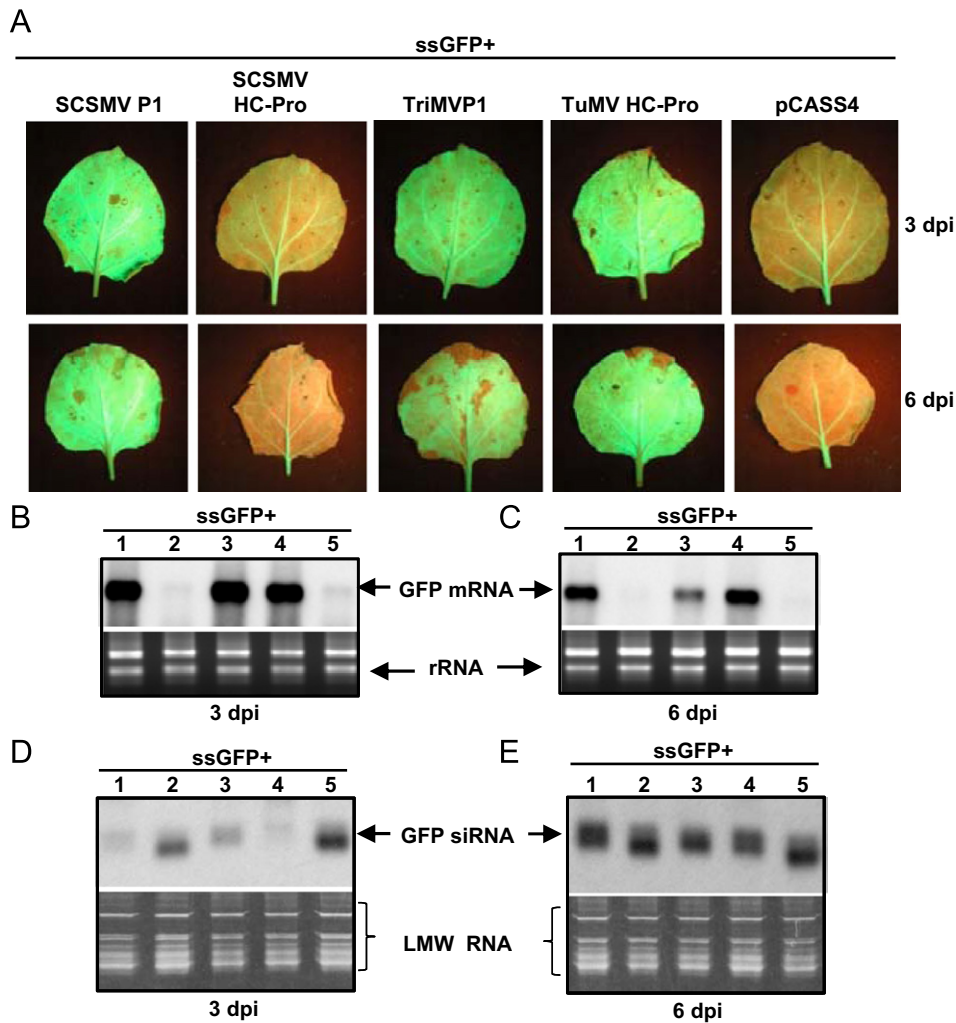 A
ssGFP+
SCSMV P1
SCSMV
HC-Pro
TriMVP1
TuMV HC-Pro
pCASS4
3 dpi
6 dpi
B
ssGFP+
1 2 3 4 5
GFP mRNA
rRNA
3 dpi
C
ssGFP+
1 2 3 4 5
6 dpi
D
ssGFP+
1 2 3 4 5
GFP siRNA
LMW RNA
3 dpi
E
ssGFP+
1 2 3 4 5
6 dpi